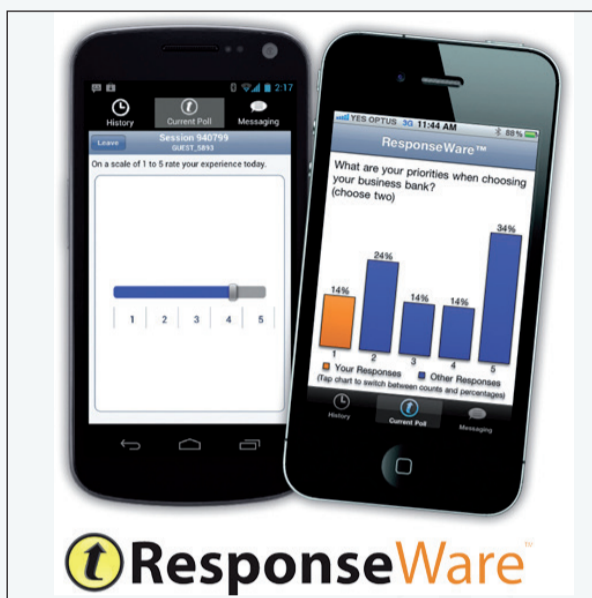 2:17
History
Current Poll
Messaging
Leave
Session 940799
GUEST_5893
On a scale of 1 to 5 rate your experience today.
1 2 3 4 5
YES OPTUS 3G 11:44 AM 88%
ResponseWare™
What are your priorities when choosing
your business bank?
(choose two)
14%
24%
14%
14%
34%
1 2 3 4 5
Your Responses Other Responses
(Tap chart to switch between counts and percentages)
History
Current Poll
Messaging
t ResponseWare™